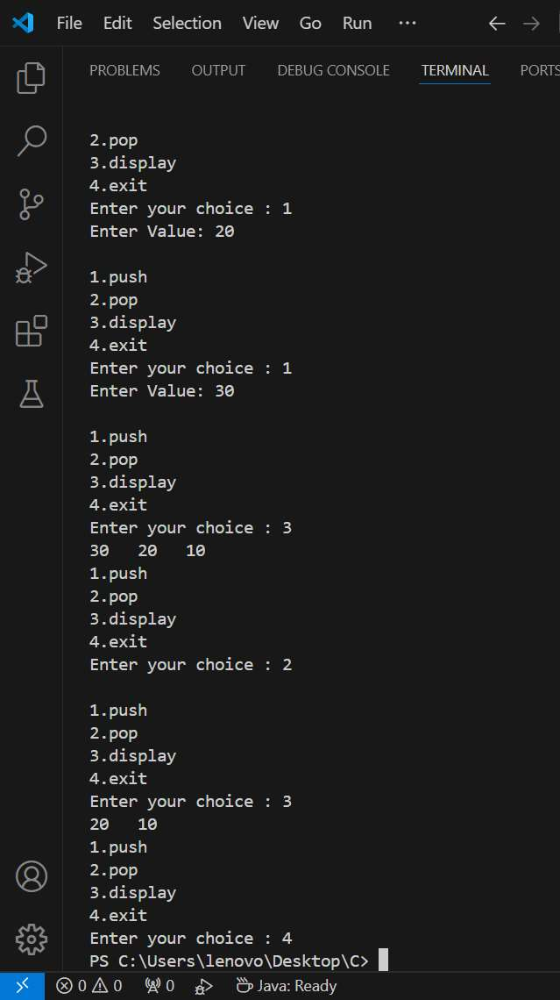 File Edit Selection View Go Run ...
PROBLEMS OUTPUT DEBUG CONSOLE TERMINAL PORTS
2.pop
3.display
4.exit
Enter your choice : 1
Enter Value: 20
1.push
2.pop
3.display
4.exit
Enter your choice : 1
Enter Value: 30
1.push
2.pop
3.display
4.exit
Enter your choice : 3
30 20 10
1.push
2.pop
3.display
4.exit
Enter your choice : 2
1.push
2.pop
3.display
4.exit
Enter your choice : 3
20 10
1.push
2.pop
3.display
4.exit
Enter your choice : 4
PS C:\Users\lenovo\Desktop\C>
0 0 0 Java: Ready